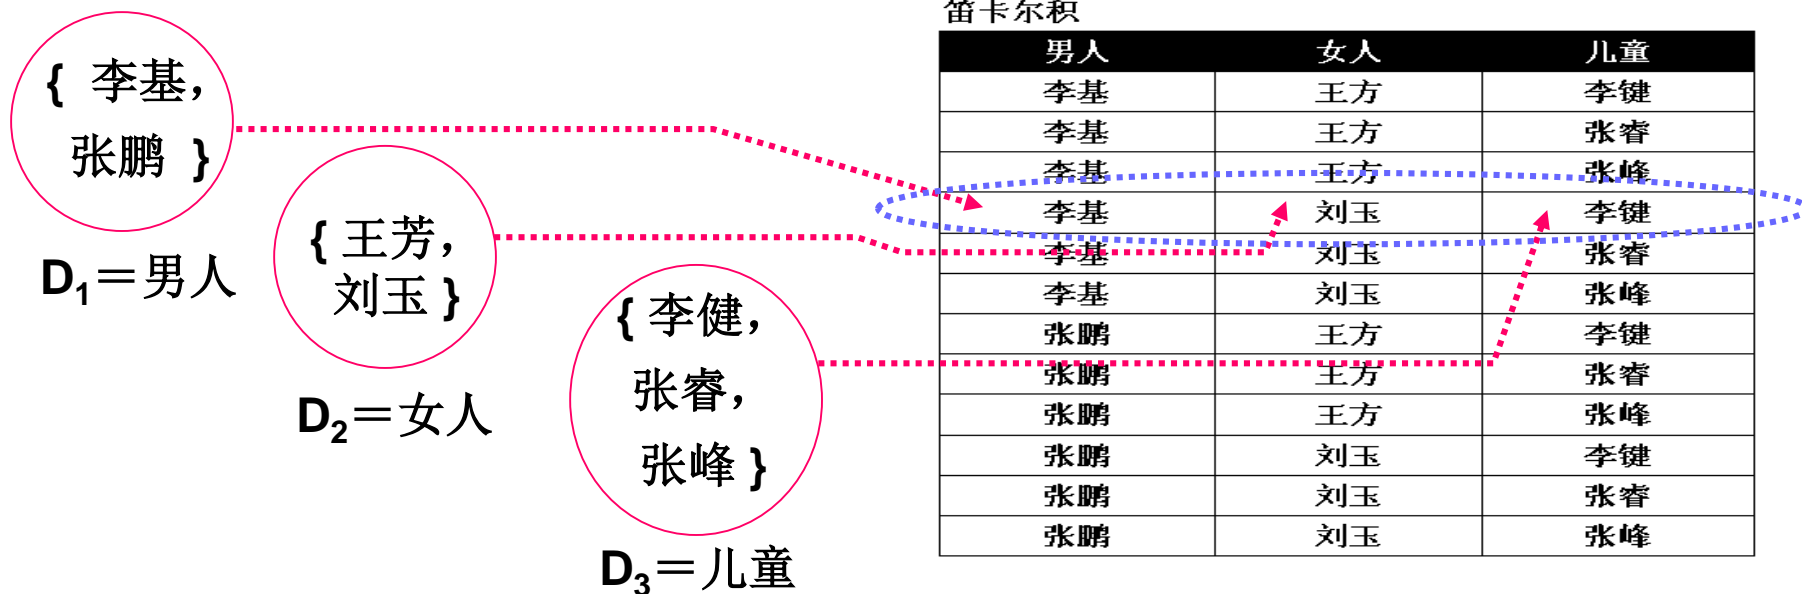 { 李基，
张鹏 }
D₁＝男人
{ 王芳，
刘玉 }
D₂＝女人
{ 李健，
张睿，
张峰 }
D₃＝儿童
笛卡尔积
男人 女人 儿童
李基 王方 李键
李基 王方 张睿
李基 王方 张峰
李基 刘玉 李键
李基 刘玉 张睿
李基 刘玉 张峰
张鹏 王方 李键
张鹏 王方 张睿
张鹏 王方 张峰
张鹏 刘玉 李键
张鹏 刘玉 张睿
张鹏 刘玉 张峰